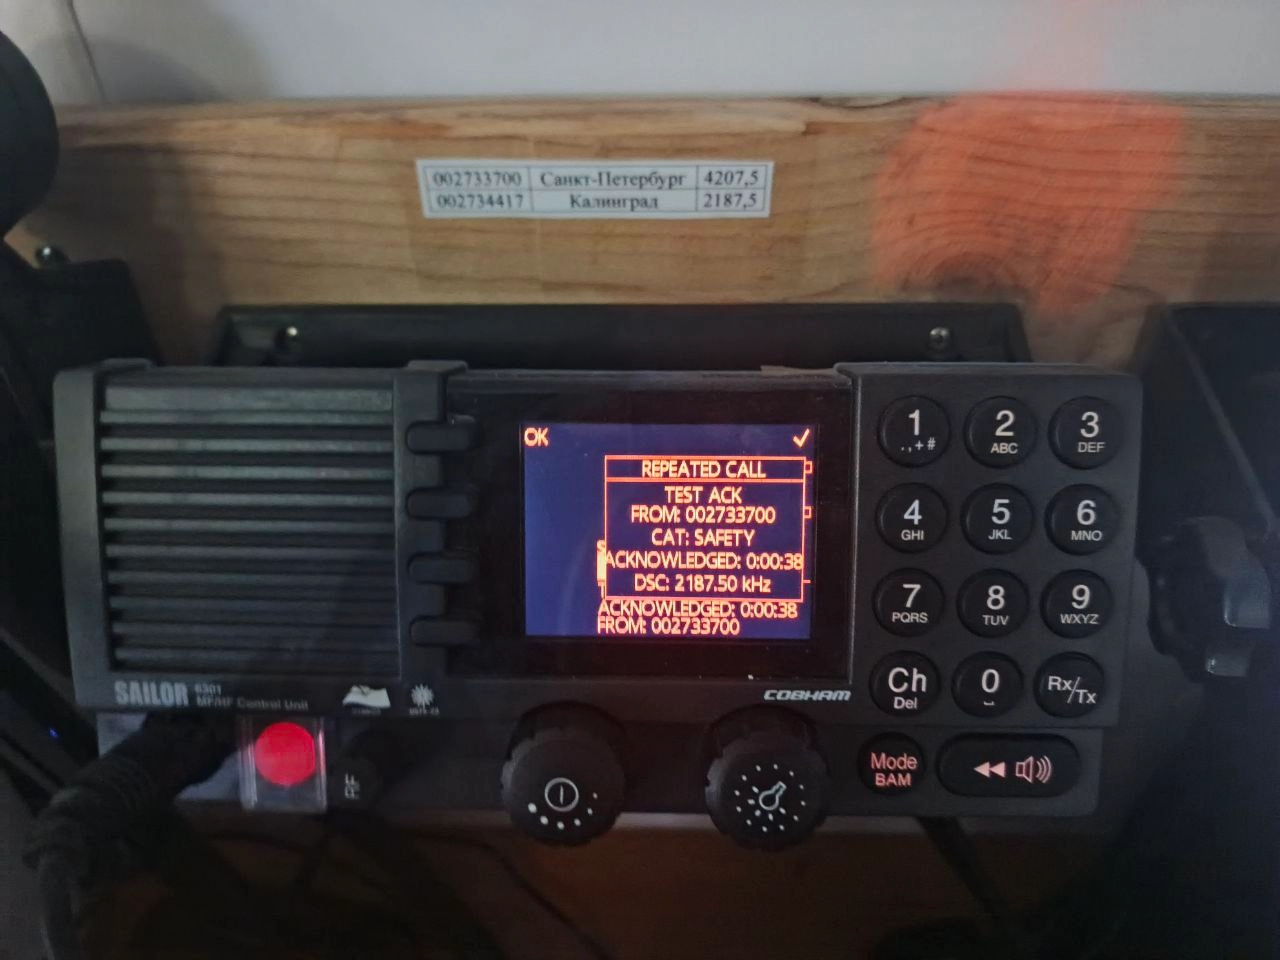 002733700 Санкт-Петербург 4207,5
002734417 Калинград 2187,5
OK
REPEATED CALL
TEST ACK
FROM: 002733700
CAT: SAFETY
ACKNOWLEDGED: 0:00:38
DSC: 2187.50 kHz
ACKNOWLEDGED: 0:00:38
FROM: 002733700
1 .,+#
2 ABC
3 DEF
4 GHI
5 JKL
6 MNO
7 PQRS
8 TUV
9 WXYZ
Ch Del
0
Rx/Tx
SAILOR 6301
MF/HF Control Unit
COBHAM
Mode
BAM